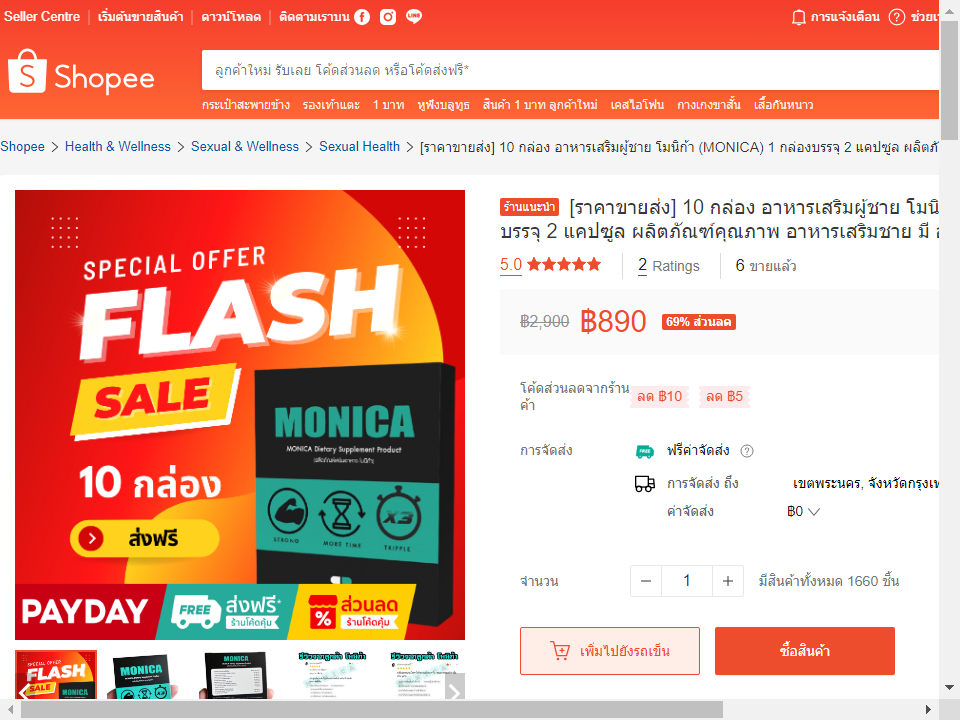 Seller Centre เริ่มต้นขายสินค้า ดาวน์โหลด ติดตามเราบน
การแจ้งเตือน
Shopee
ลูกค้าใหม่ รับเลย โค้ดส่วนลด หรือโค้ดส่งฟรี*
กระเป๋าสะพายข้าง รองเท้าแตะ 1 บาท หูฟังบลูทูธ สินค้า 1 บาท ลูกค้าใหม่ เคสไอโฟน กางเกงขาสั้น เสื้อกันหนาว
Shopee > Health & Wellness > Sexual & Wellness > Sexual Health > [ราคาขายส่ง] 10 กล่อง อาหารเสริมผู้ชาย โมนิก้า (MONICA) 1 กล่องบรรจุ 2 แคปซูล
SPECIAL OFFER
FLASH
SALE
10 กล่อง
ส่งฟรี
MONICA
MONICA Dietary Supplement Product
STRONG
MORE TIME
X3
TRIPPLE
PAYDAY
FREE
ส่งฟรี*
ร้านโค้ดคุ้ม
ส่วนลด
ร้านโค้ดคุ้ม
ร้านแนะนำ [ราคาขายส่ง] 10 กล่อง อาหารเสริมผู้ชาย
บรรจุ 2 แคปซูล ผลิตภัณฑ์คุณภาพ อาหารเสริมชาย มี
5.0
2 Ratings
6 ขายแล้ว
฿2,900 ฿890 69% ส่วนลด
โค้ดส่วนลดจากร้าน
ค้า
ลด ฿10 ลด ฿5
การจัดส่ง FREE ฟรีค่าจัดส่ง
การจัดส่ง ถึง เขตพระนคร,
ค่าจัดส่ง ฿0
จำนวน − 1 + มีสินค้าทั้งหมด 1660 ชิ้น
เพิ่มไปยังรถเข็น
ซื้อสินค้า
SPECIAL OFFER
FLASH
SALE
MONICA
MONICA
MONICA